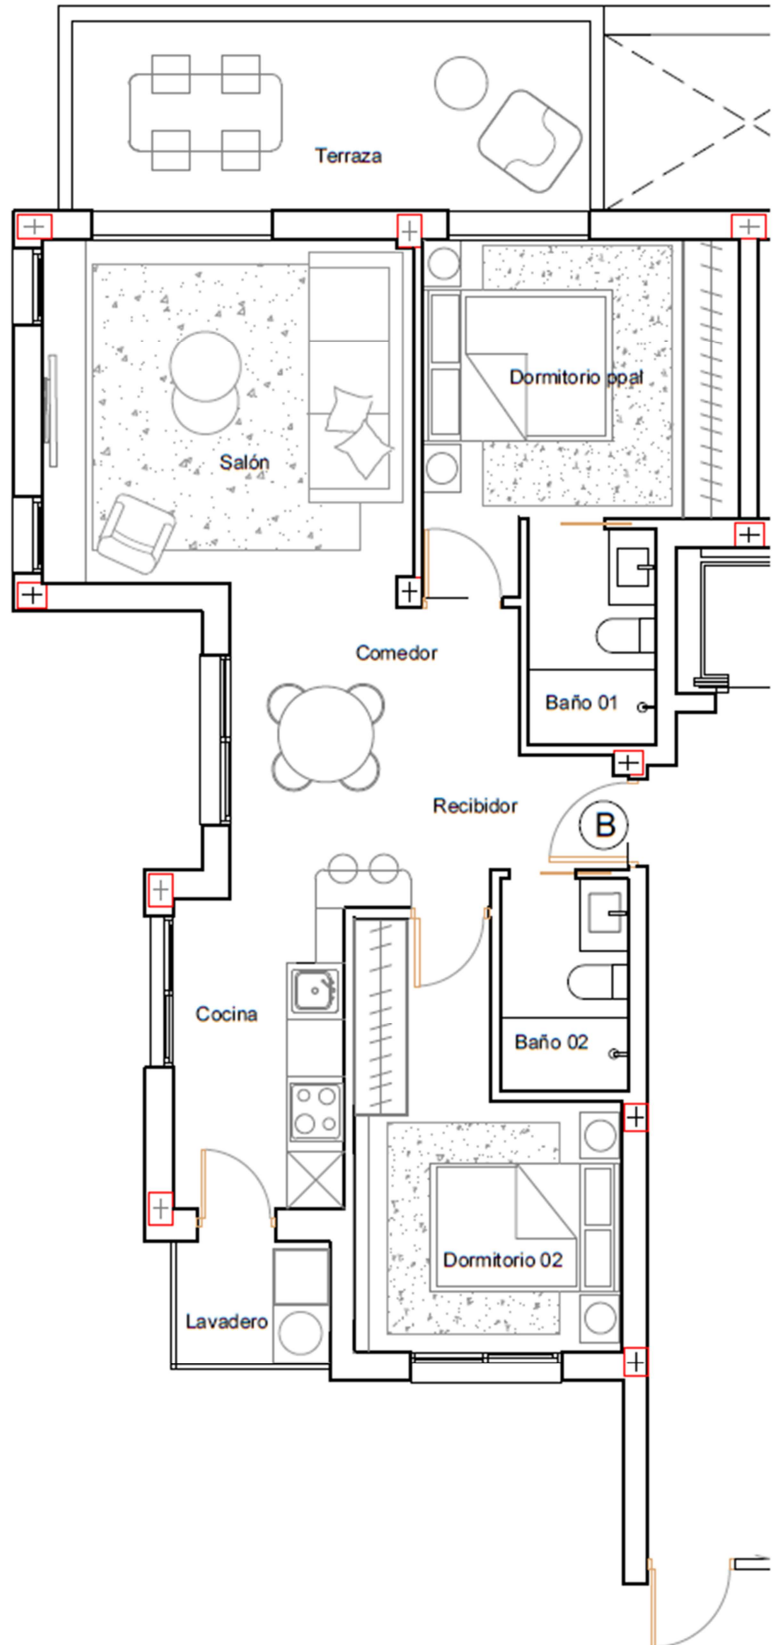 Terraza
Dormitorio ppal
Salón
Comedor
Baño 01
Recibidor
B
Cocina
Baño 02
Dormitorio 02
Lavadero